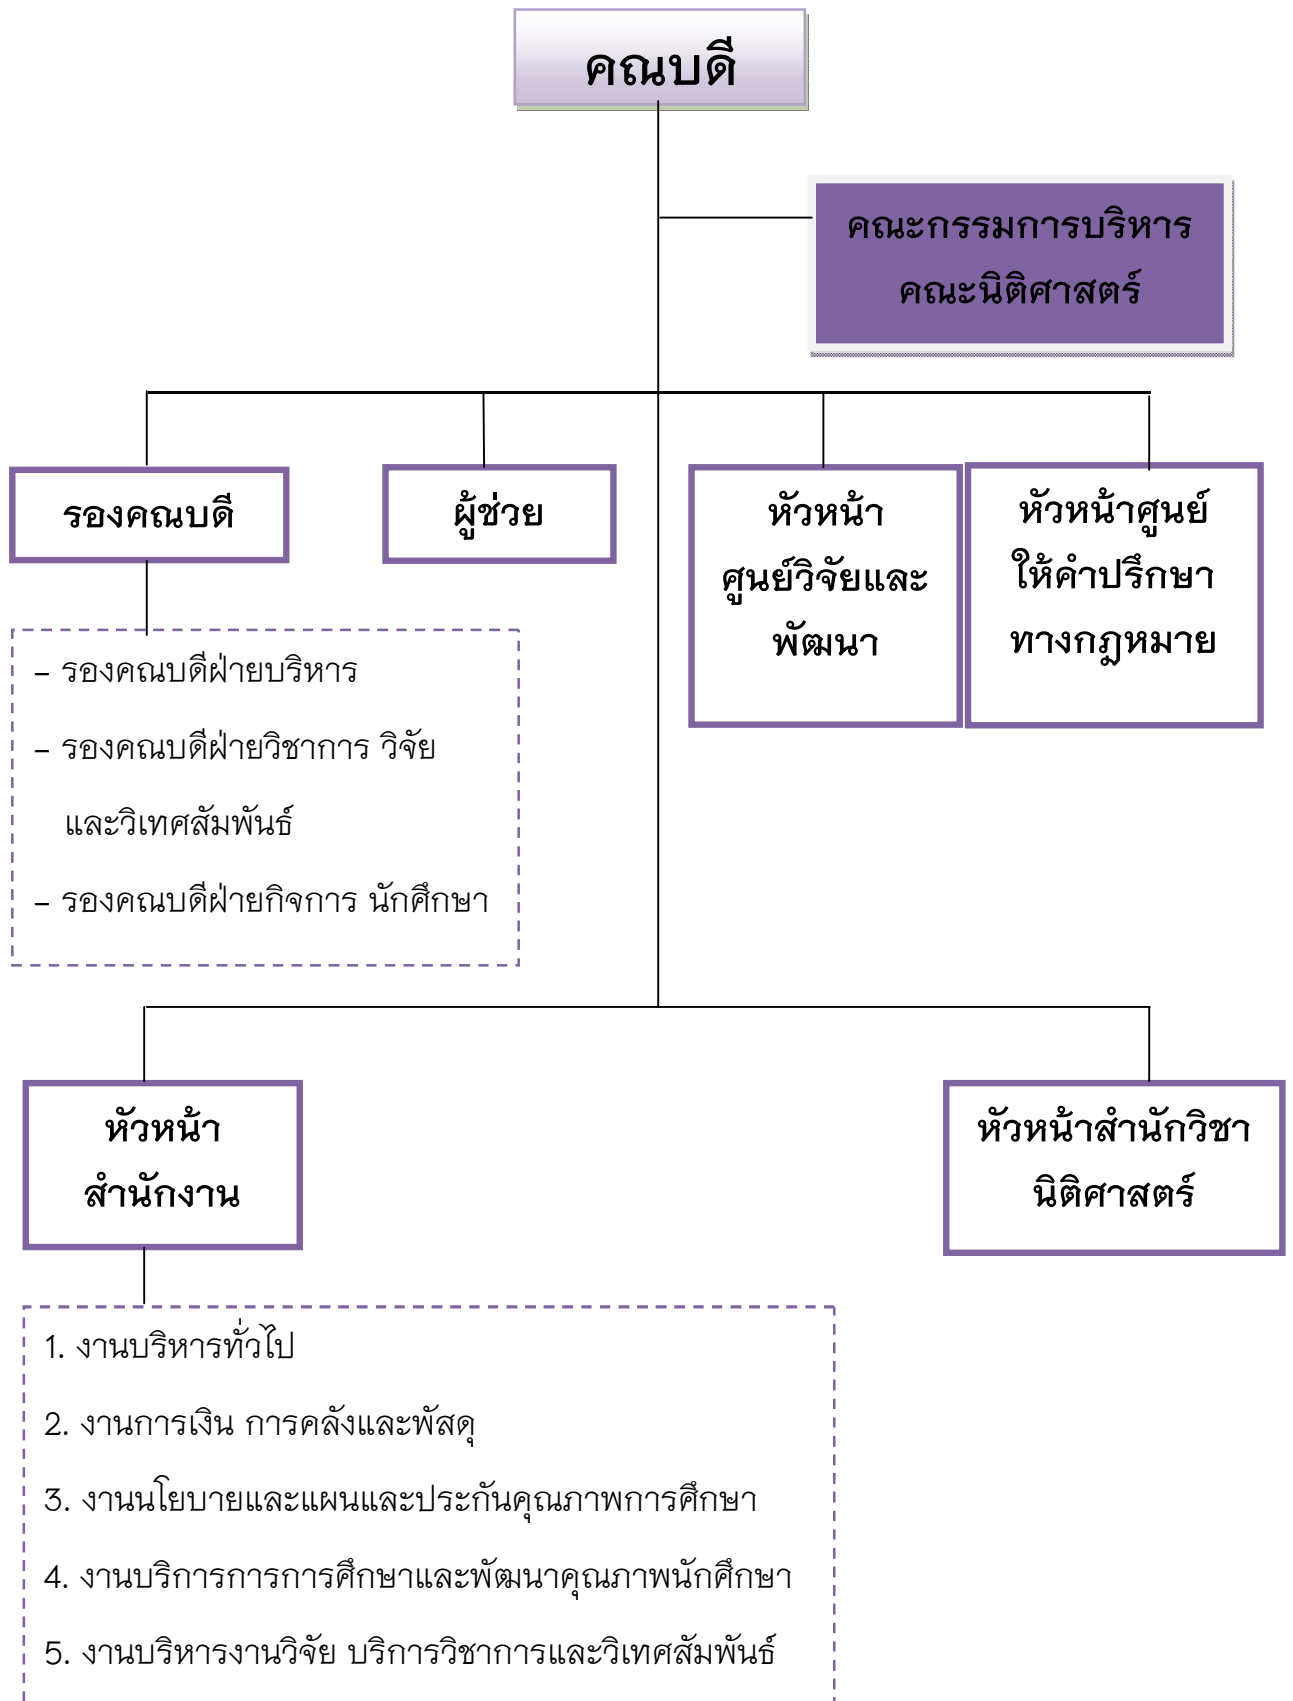 คณบดี
คณะกรรมการบริหาร
คณะนิติศาสตร์
รองคณบดี
ผู้ช่วย
หัวหน้า
ศูนย์วิจัยและ
พัฒนา
หัวหน้าศูนย์
ให้คำปรึกษา
ทางกฎหมาย
- รองคณบดีฝ่ายบริหาร
- รองคณบดีฝ่ายวิชาการ วิจัย
และวิเทศสัมพันธ์
- รองคณบดีฝ่ายกิจการ นักศึกษา
หัวหน้า
สำนักงาน
หัวหน้าสำนักวิชา
นิติศาสตร์
1. งานบริหารทั่วไป
2. งานการเงิน การคลังและพัสดุ
3. งานนโยบายและแผนและประกันคุณภาพการศึกษา
4. งานบริการการการศึกษาและพัฒนาคุณภาพนักศึกษา
5. งานบริหารงานวิจัย บริการวิชาการและวิเทศสัมพันธ์